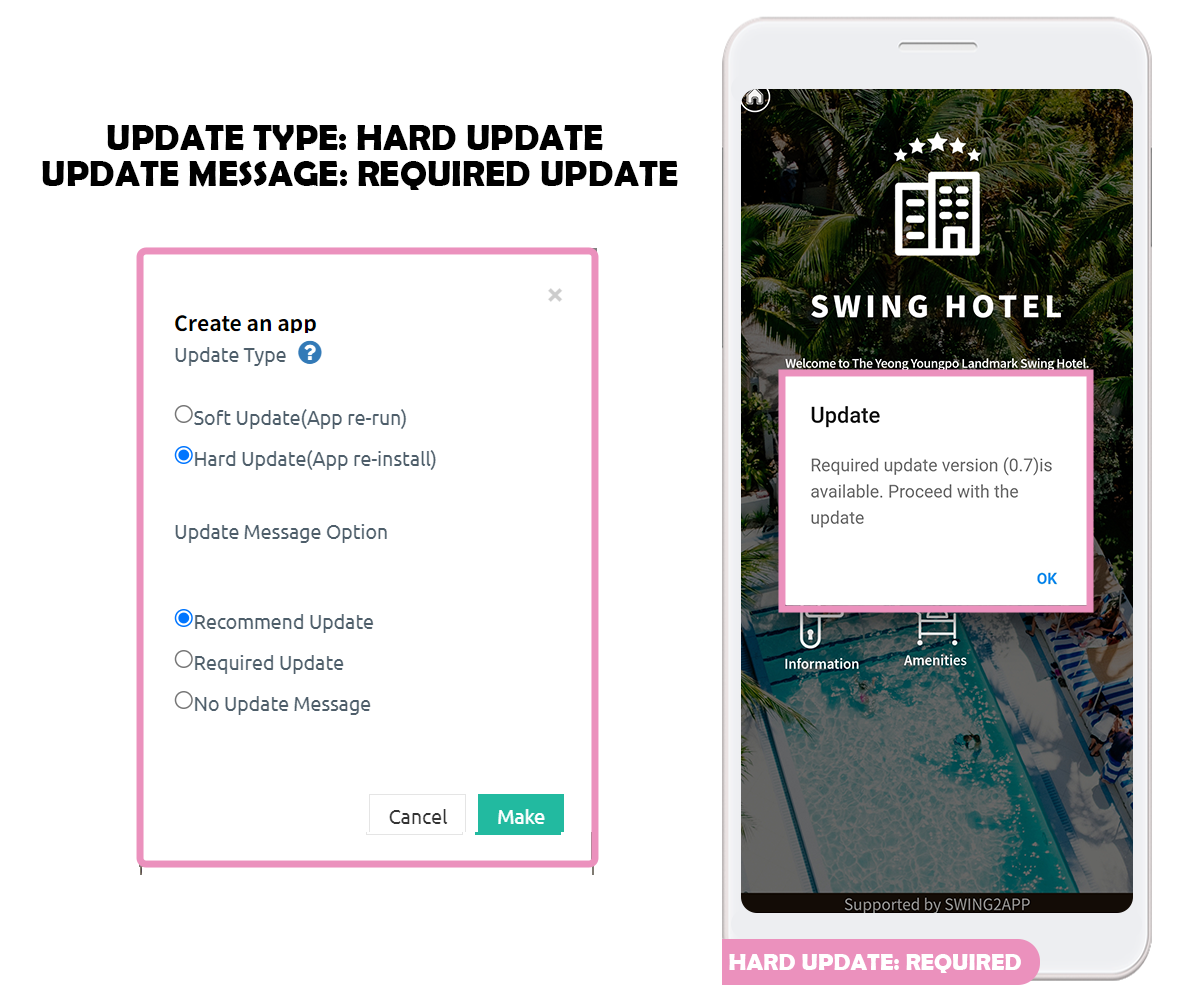 UPDATE TYPE: HARD UPDATE
UPDATE MESSAGE: REQUIRED UPDATE
Create an app
Update Type ?
Soft Update(App re-run)
Hard Update(App re-install)
Update Message Option
Recommend Update
Required Update
No Update Message
Cancel
Make
SWING HOTEL
Welcome to The Yeong Youngpo Landmark Swing Hotel.
Update
Required update version (0.7)is
available. Proceed with the
update
OK
Information
Amenities
Supported by SWING2APP
HARD UPDATE: REQUIRED